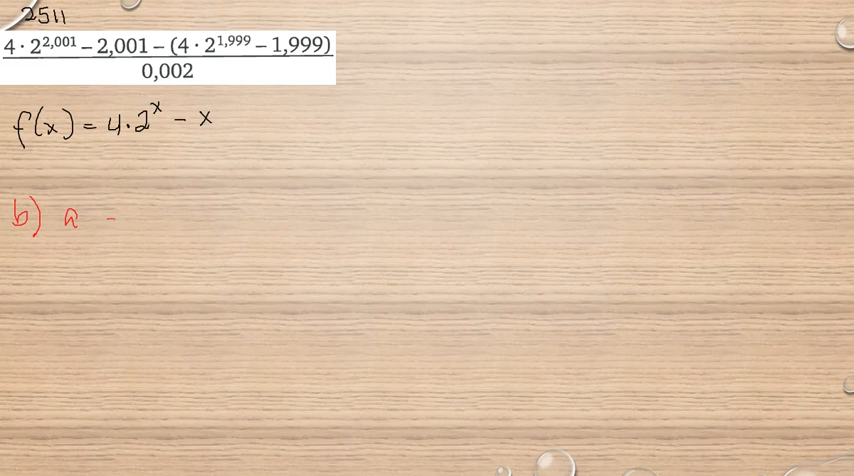 2511
4 · 2^2,001 − 2,001 − (4 · 2^1,999 − 1,999)
0,002
f(x) = 4·2^x − x
b) a -